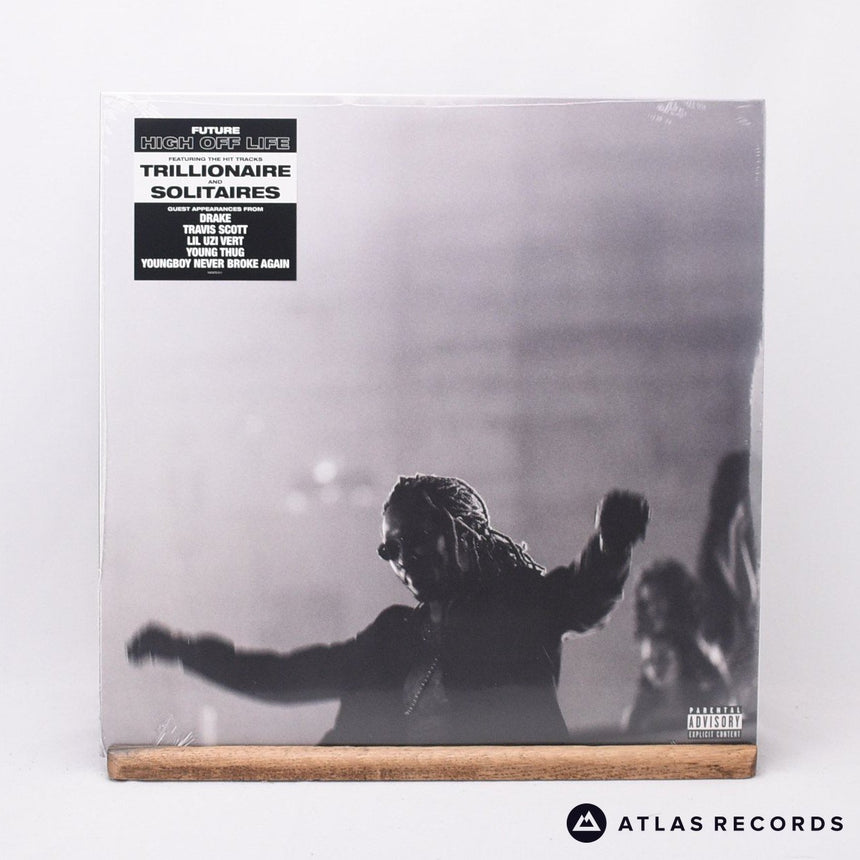 FUTURE
HIGH OFF LIFE
FEATURING THE HIT TRACKS
TRILLIONAIRE
AND
SOLITAIRES
GUEST APPEARANCES FROM
DRAKE
TRAVIS SCOTT
LIL UZI VERT
YOUNG THUG
YOUNGBOY NEVER BROKE AGAIN
PARENTAL
ADVISORY
EXPLICIT CONTENT
ATLAS RECORDS